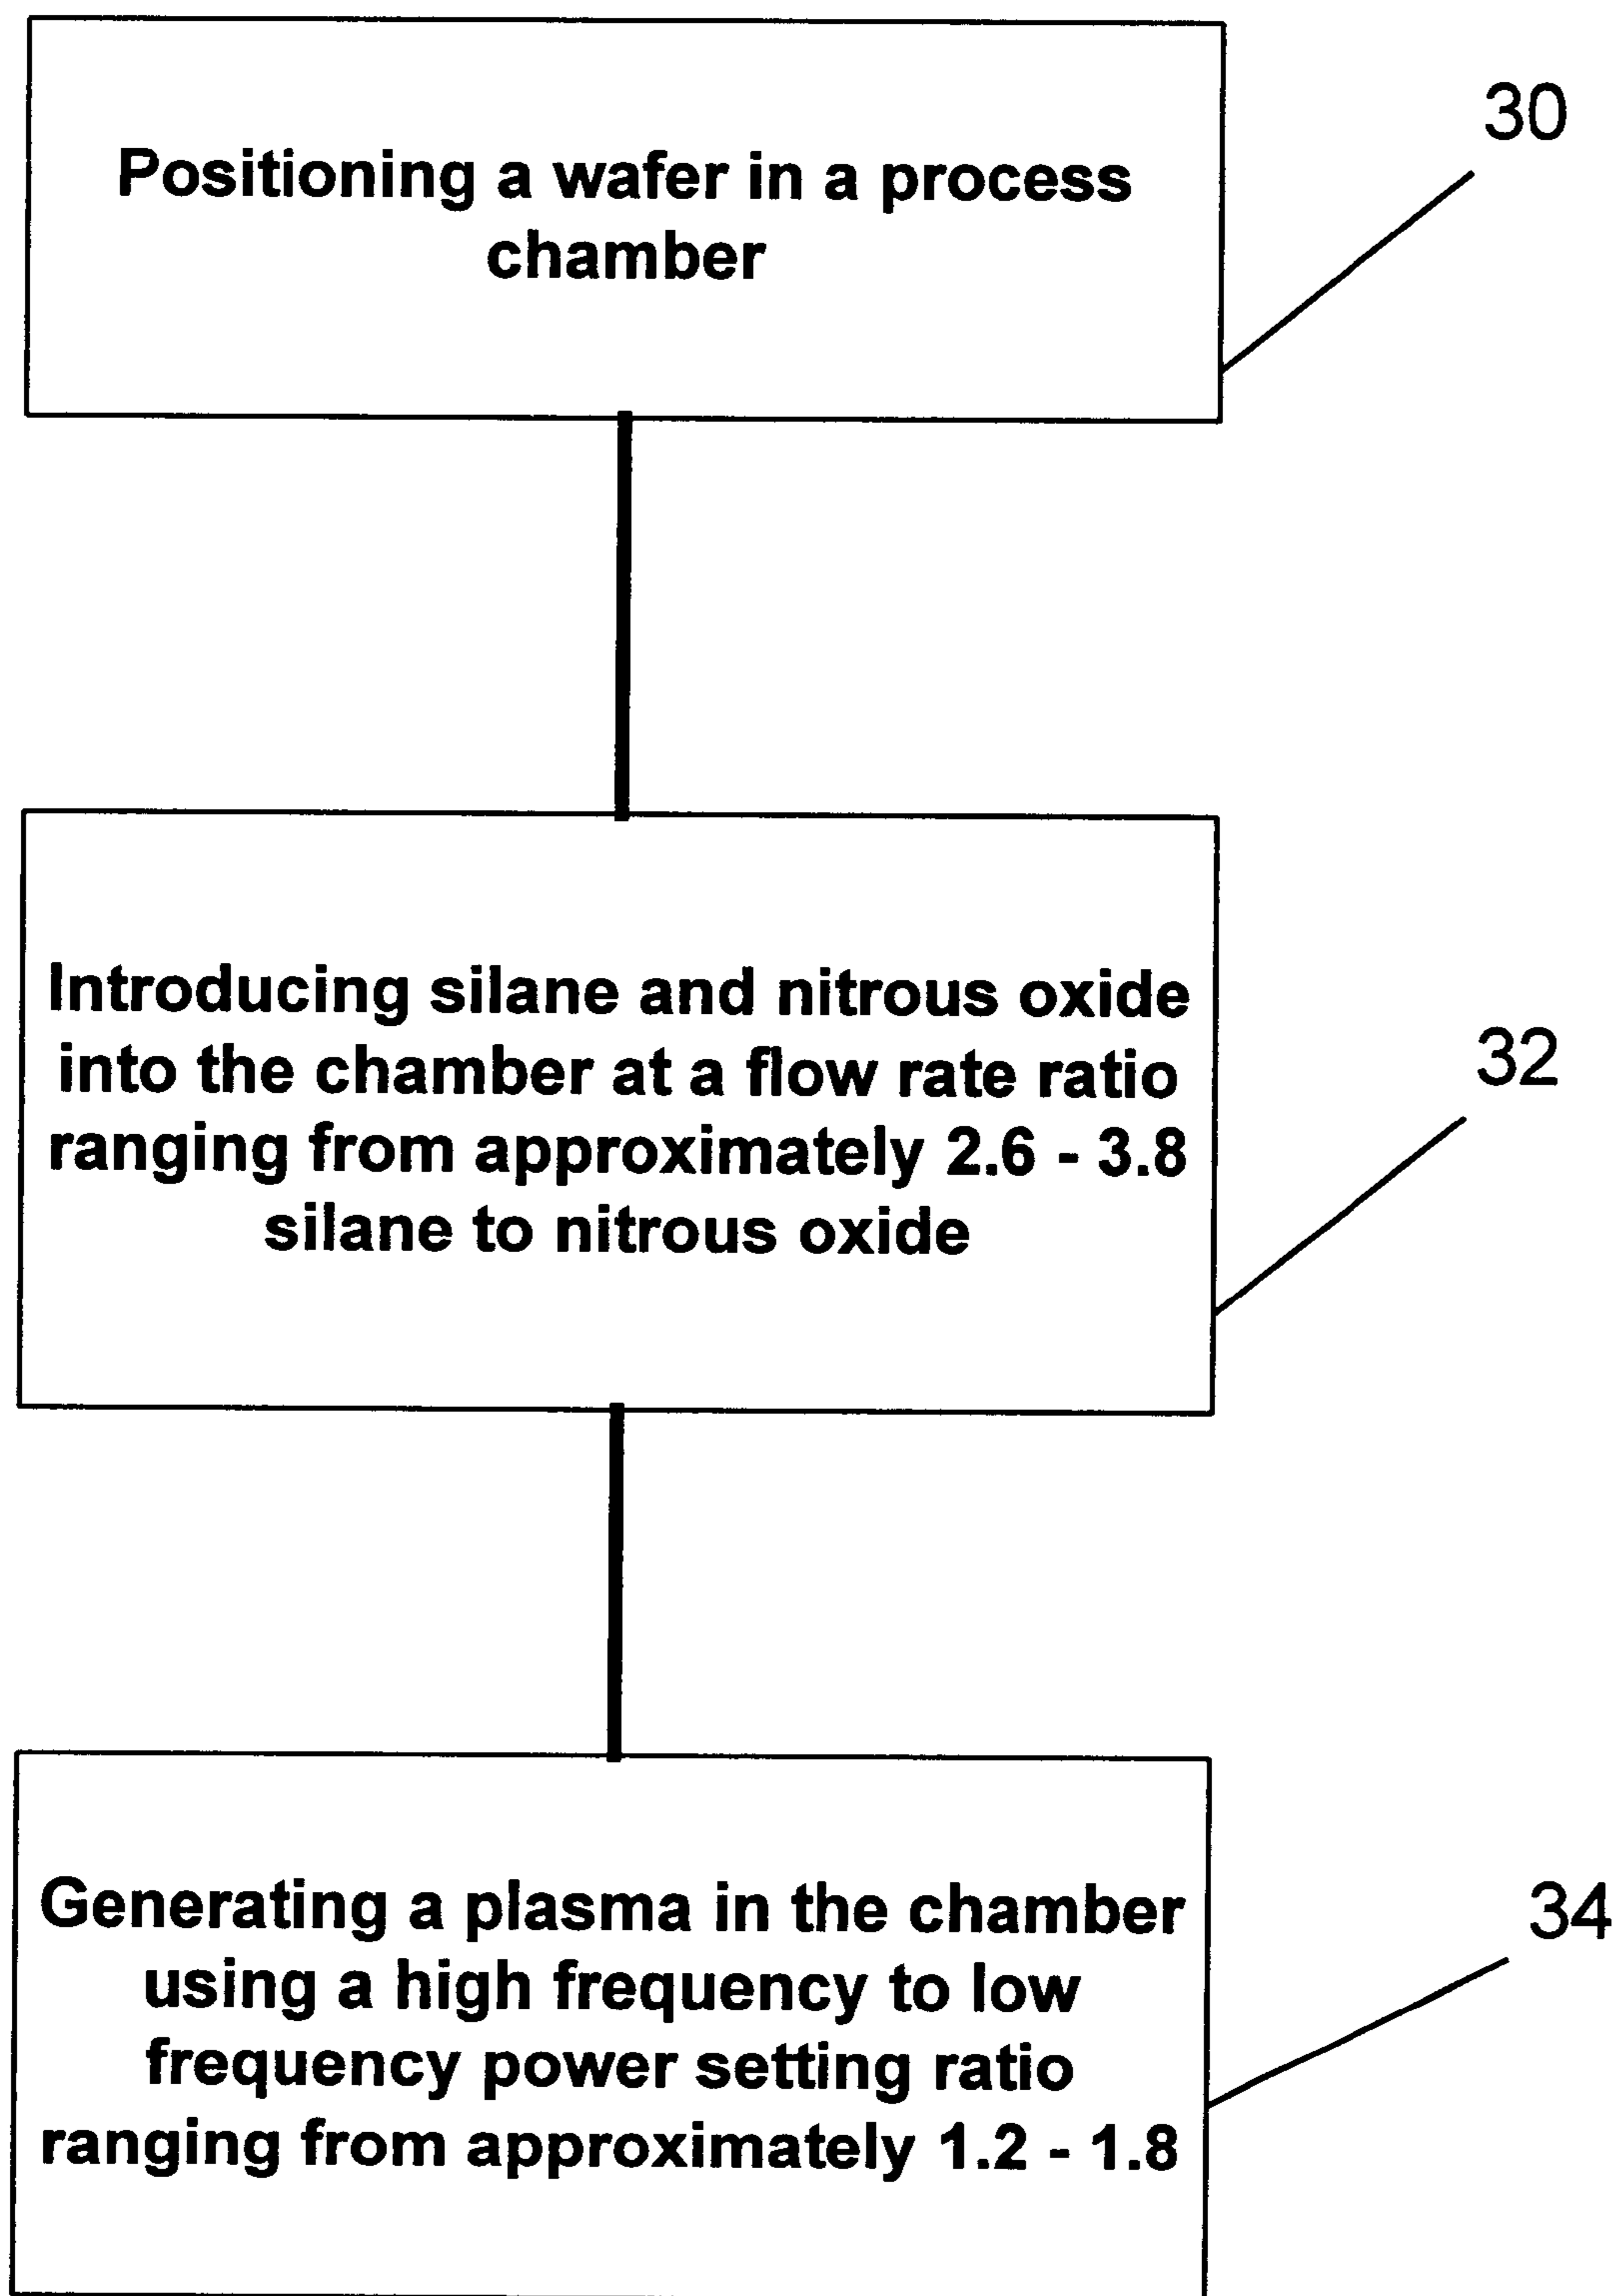 30
Positioning a wafer in a process
chamber
Introducing silane and nitrous oxide
into the chamber at a flow rate ratio
ranging from approximately 2.6 - 3.8
silane to nitrous oxide
32
Generating a plasma in the chamber
using a high frequency to low
frequency power setting ratio
ranging from approximately 1.2 - 1.8
34